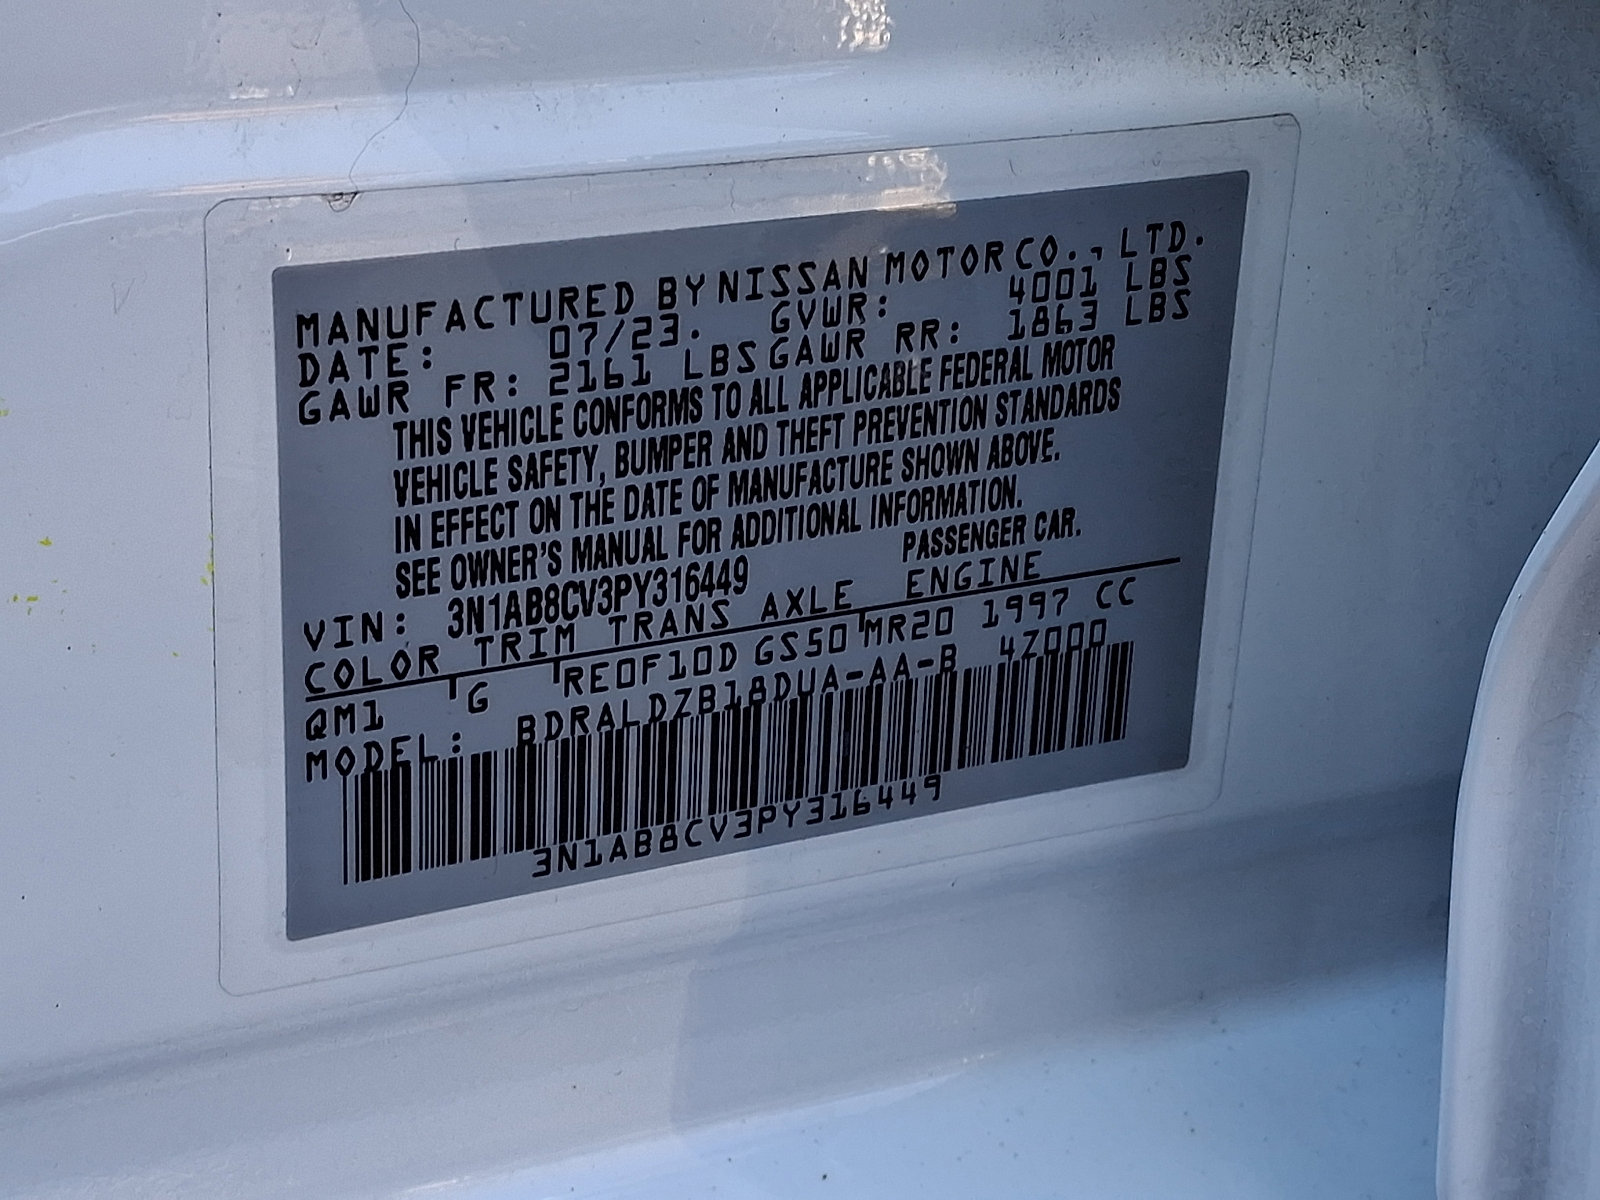 MANUFACTURED BY NISSAN MOTOR CO., LTD.
DATE: 07/23. GVWR: 4001 LBS
GAWR FR: 2161 LBS GAWR RR: 1863 LBS
THIS VEHICLE CONFORMS TO ALL APPLICABLE FEDERAL MOTOR
VEHICLE SAFETY, BUMPER AND THEFT PREVENTION STANDARDS
IN EFFECT ON THE DATE OF MANUFACTURE SHOWN ABOVE.
SEE OWNER'S MANUAL FOR ADDITIONAL INFORMATION.
VIN: 3N1AB8CV3PY316449 PASSENGER CAR.
COLOR TRIM TRANS AXLE ENGINE
QM1 G RE0F10D GS50 MR20 1997 CC
MODEL: BDRALDZB18DUA-AA-B 4Z000
3N1AB8CV3PY316449